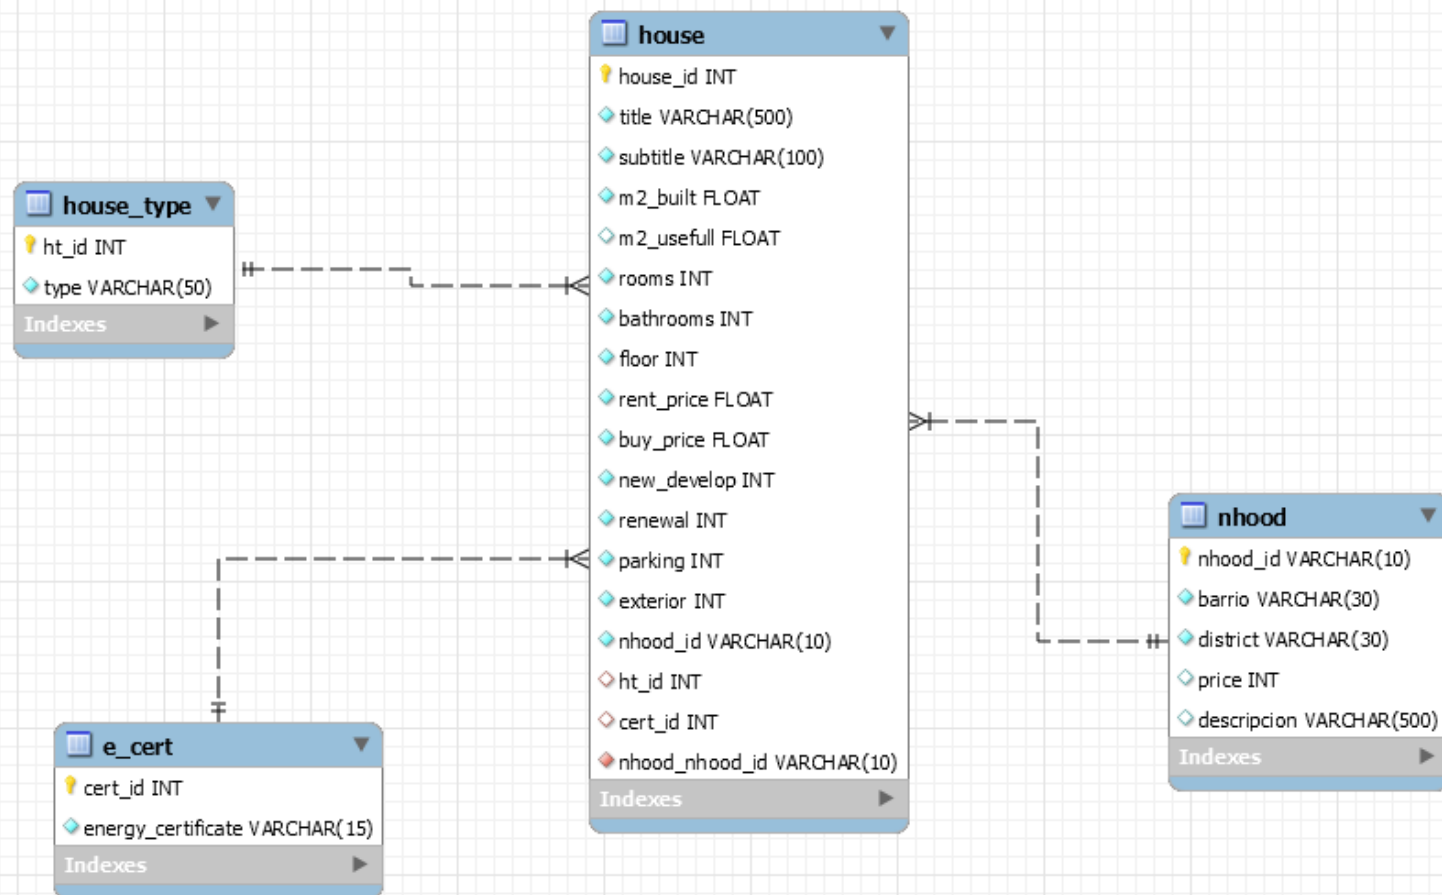 house
house_id INT
title VARCHAR(500)
subtitle VARCHAR(100)
m2_built FLOAT
m2_usefull FLOAT
rooms INT
bathrooms INT
floor INT
rent_price FLOAT
buy_price FLOAT
new_develop INT
renewal INT
parking INT
exterior INT
nhood_id VARCHAR(10)
ht_id INT
cert_id INT
nhood_nhood_id VARCHAR(10)
Indexes
house_type
ht_id INT
type VARCHAR(50)
Indexes
nhood
nhood_id VARCHAR(10)
barrio VARCHAR(30)
district VARCHAR(30)
price INT
descripcion VARCHAR(500)
Indexes
e_cert
cert_id INT
energy_certificate VARCHAR(15)
Indexes